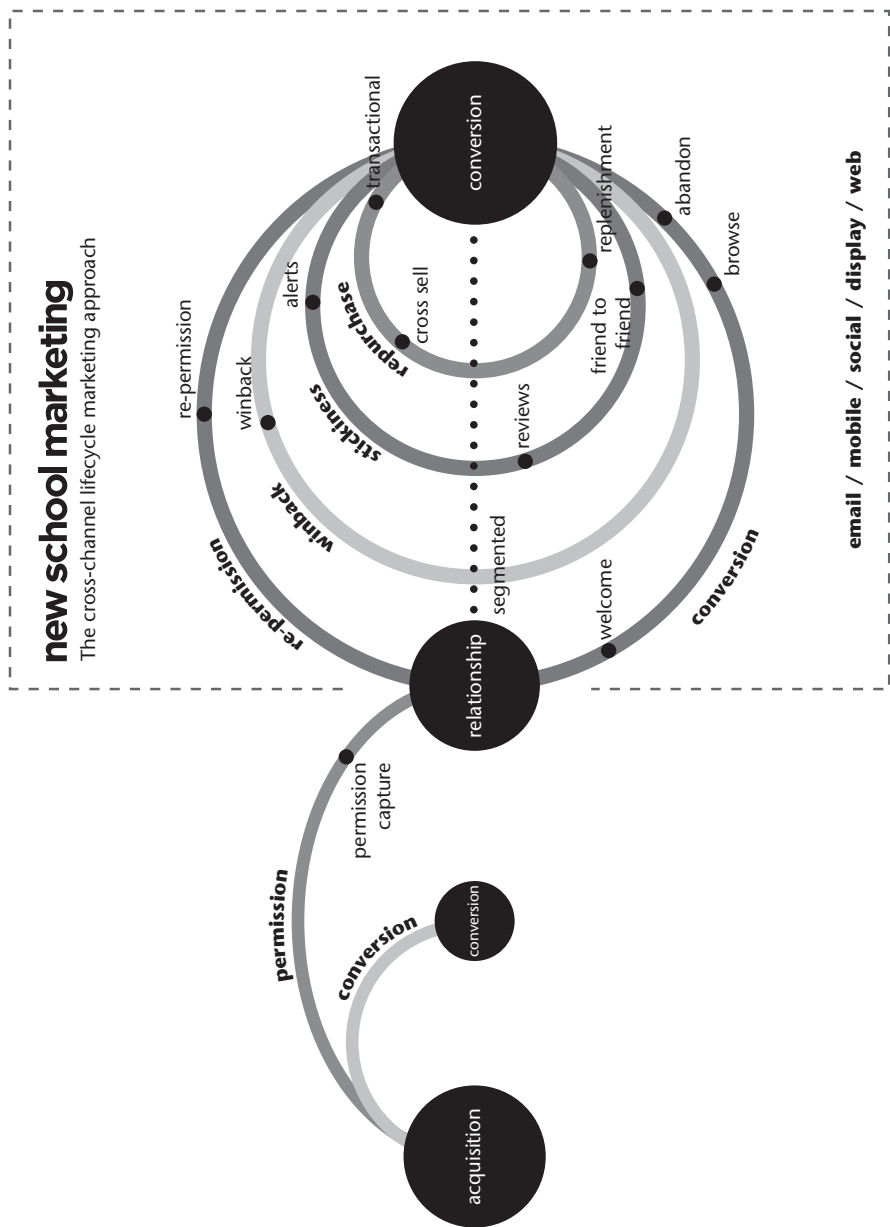 new school marketing
The cross-channel lifecycle marketing approach
acquisition
conversion
conversion
permission
permission
capture
relationship
re-permission
re-permission
winback
winback
stickiness
alerts
repurchase
cross sell
transactional
conversion
segmented
reviews
friend to
friend
replenishment
welcome
conversion
browse
abandon
email / mobile / social / display / web